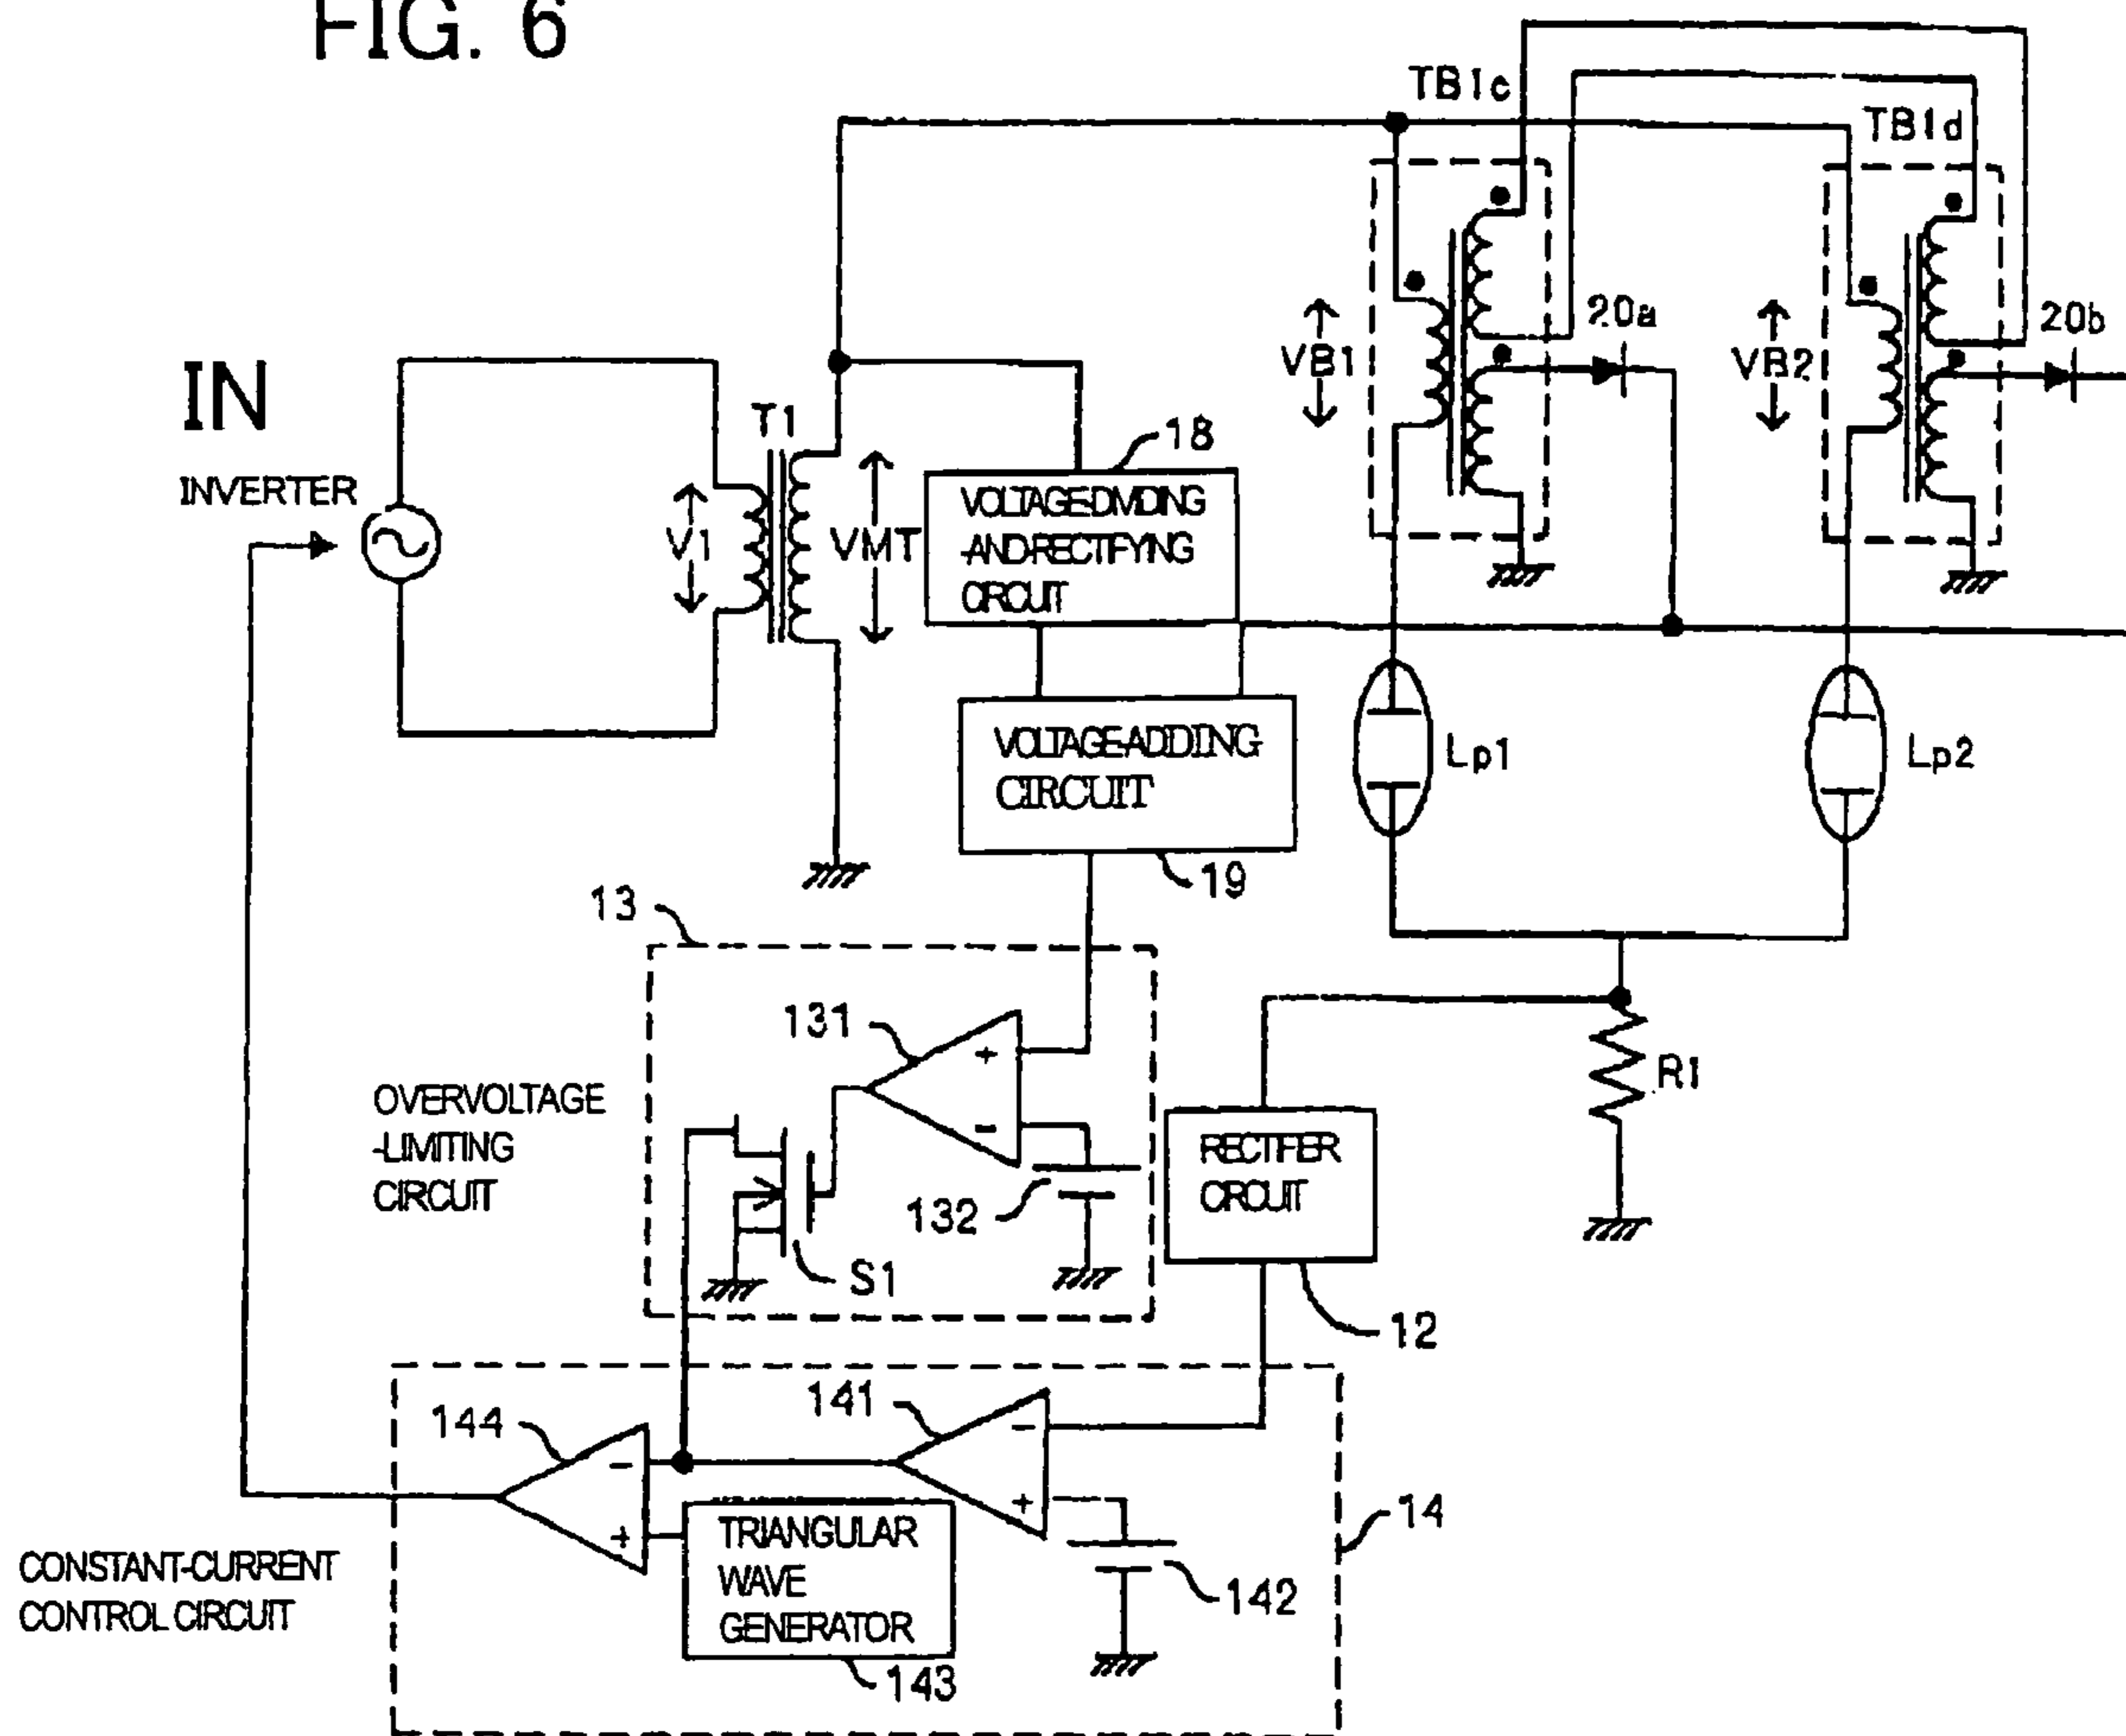 FIG. 6
TB1c
TB1d
20a
20b
VB1
VB2
IN
INVERTER
T1
V1
VMT
18
VOLTAGE-DIVIDING
-AND-RECTIFYING
CIRCUIT
VOLTAGE-ADDING
CIRCUIT
19
Lp1
Lp2
13
131
+
-
132
S1
OVERVOLTAGE
-LIMITING
CIRCUIT
RECTIFIER
CIRCUIT
12
R1
144
-
+
141
-
+
142
14
TRIANGULAR
WAVE
GENERATOR
143
CONSTANT-CURRENT
CONTROL CIRCUIT